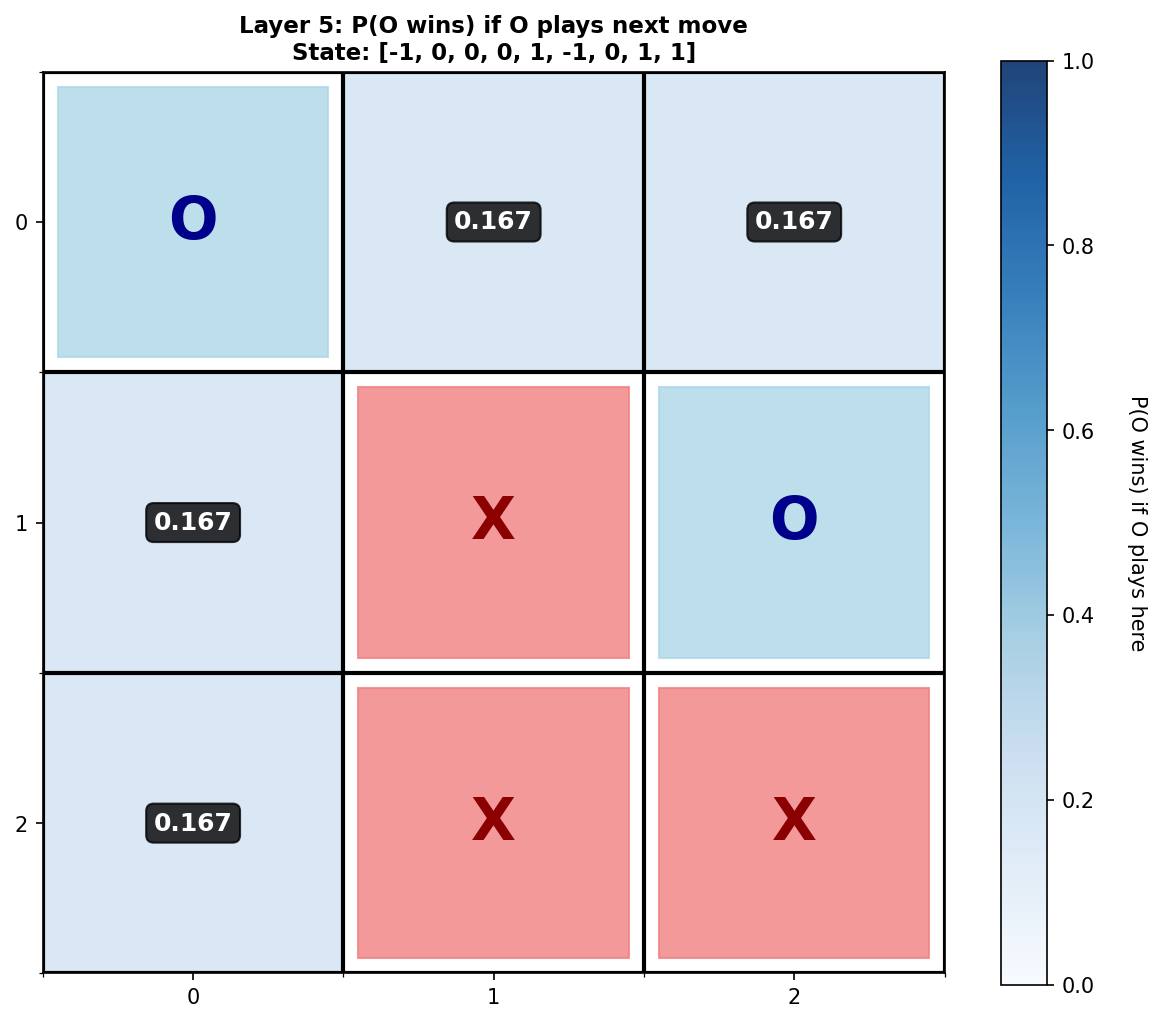 Layer 5: P(O wins) if O plays next move
State: [-1, 0, 0, 0, 1, -1, 0, 1, 1]
O
0.167
0.167
0.167
X
O
0.167
X
X
0
1
2
0
1
2
1.0
0.8
0.6
0.4
0.2
0.0
P(O wins) if O plays here